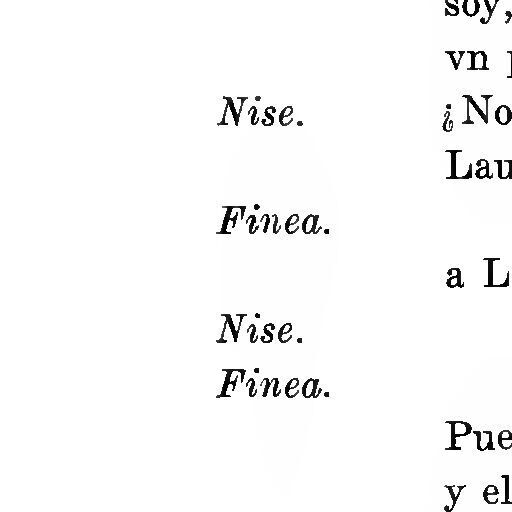 soy,
vn
Nise. ¿No
Lau
Finea.
a L
Nise.
Finea.
Pue
y el